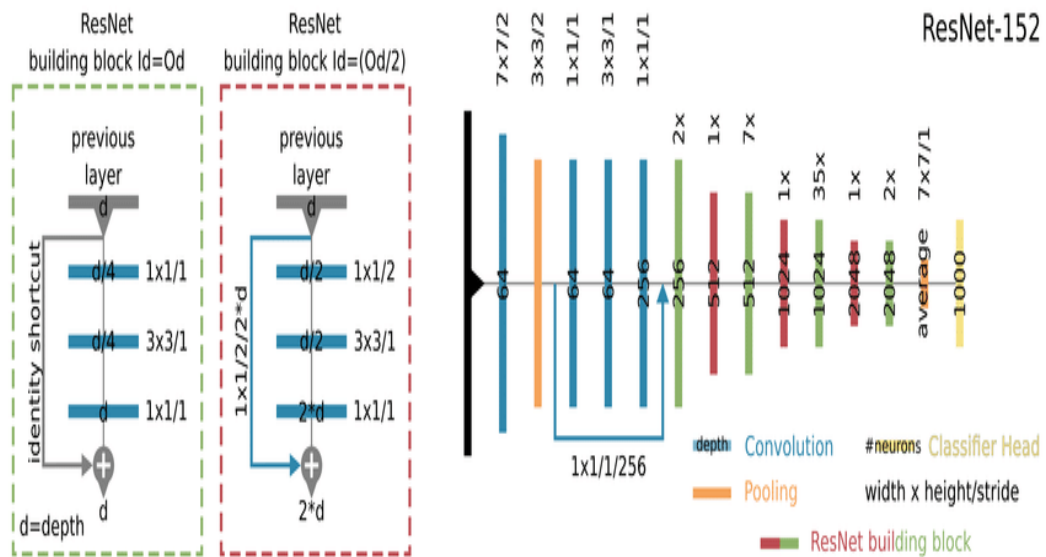 ResNet
building block Id=Od
previous
layer
d
d/4 1x1/1
d/4 3x3/1
d 1x1/1
identity shortcut
+
d
d=depth
ResNet
building block Id=(Od/2)
previous
layer
d
d/2 1x1/2
d/2 3x3/1
2*d 1x1/1
1x1/2/2*d
+
2*d
ResNet-152
7x7/2
3x3/2
1x1/1
3x3/1
1x1/1
2x
1x
7x
1x
35x
1x
2x
7x7/1
64
64
64
256
256
512
512
1024
1024
2048
2048
average
1000
1x1/1/256
depth Convolution
#neurons Classifier Head
Pooling
width x height/stride
ResNet building block